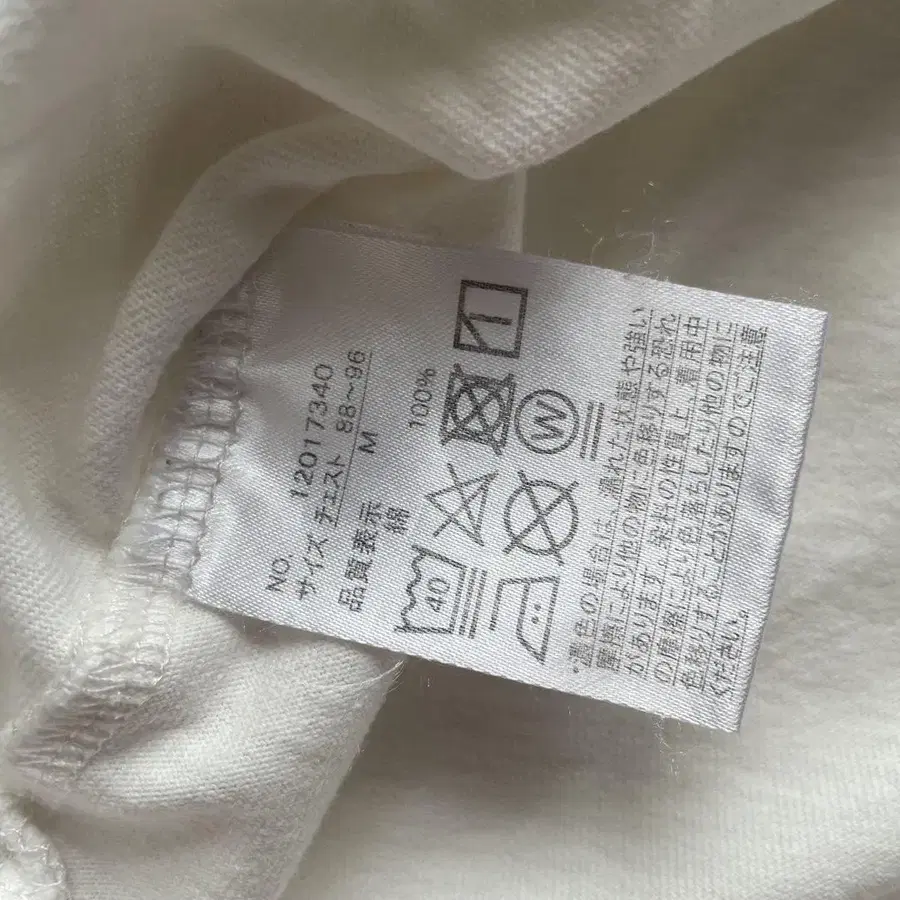 NO. 12017340
サイズ チェスト 88~96
M
品質表示
綿 100%
40
W
・濃色の場合は、濡れた状態や強い
摩擦により他の物に色移りする恐れ
があります。発れの性質上、着用中
の摩擦により色落ちしたり他の物に
色移りすることがありますのでご注意
ください。